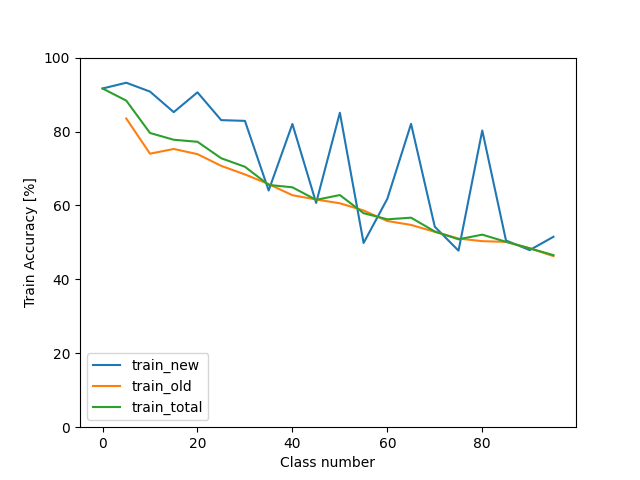 100
80
60
40
20
0
Train Accuracy [%]
train_new
train_old
train_total
0 20 40 60 80
Class number